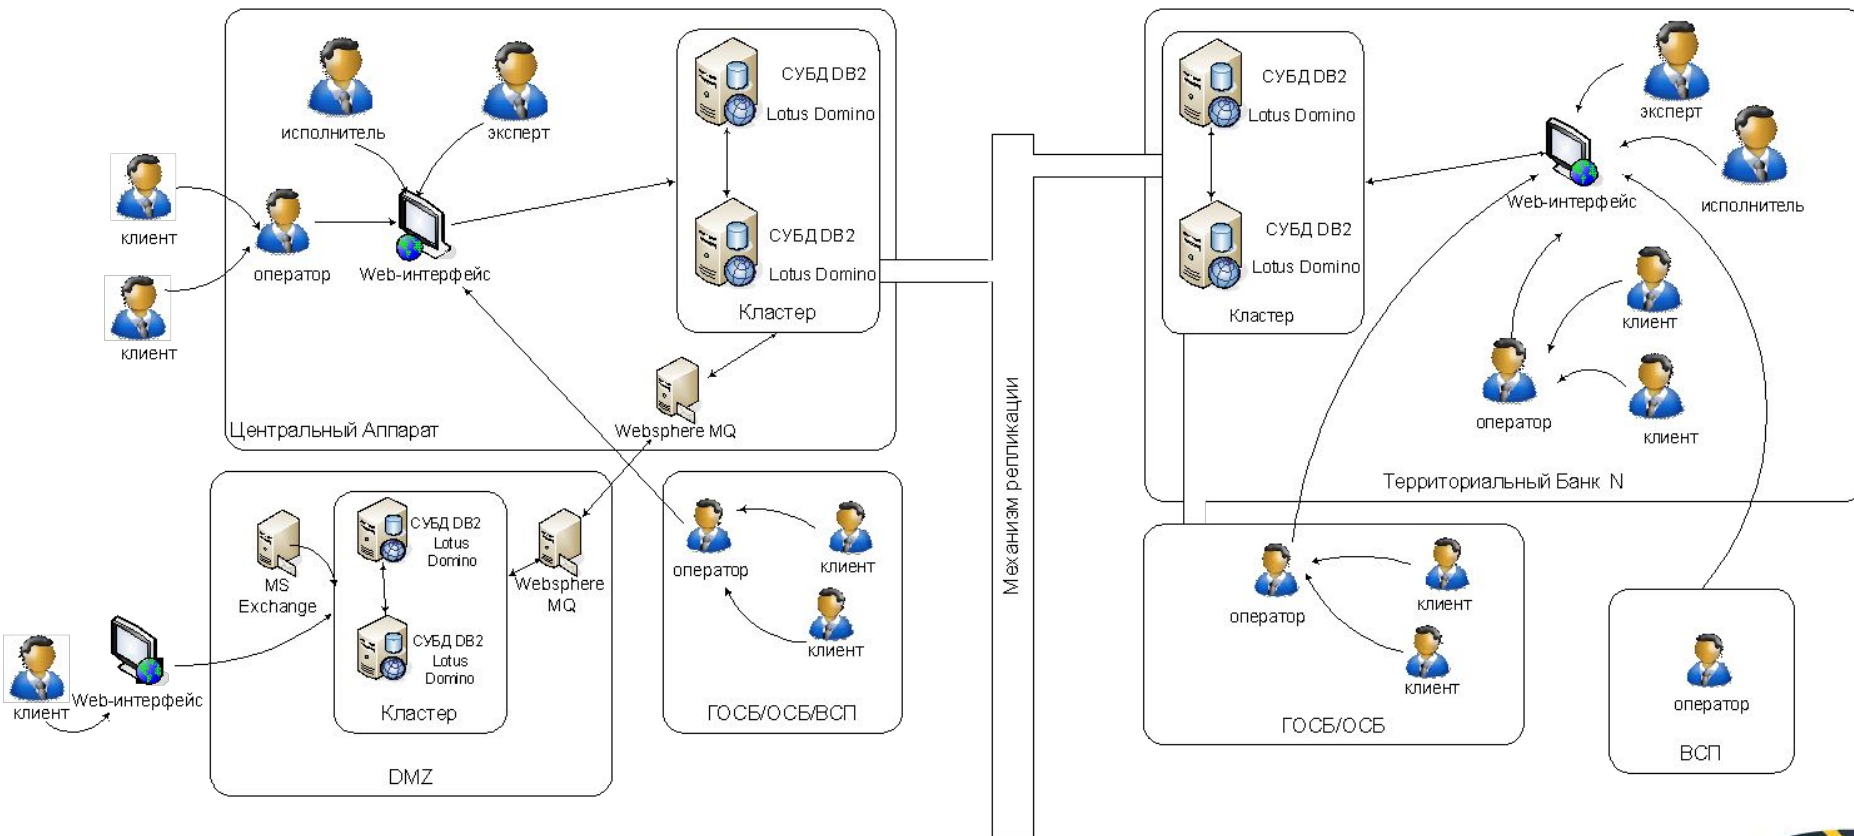 исполнитель
эксперт
СУБД DB2
Lotus Domino
клиент
оператор
Web-интерфейс
клиент
СУБД DB2
Lotus Domino
Кластер
Центральный Аппарат
Websphere MQ
MS
Exchange
СУБД DB2
Lotus
Domino
СУБД DB2
Lotus
Domino
Кластер
Websphere
MQ
DMZ
клиент
Web-интерфейс
оператор
клиент
клиент
ГОСБ/ОСБ/ВСП
Механизм репликации
СУБД DB2
Lotus Domino
СУБД DB2
Lotus Domino
Кластер
эксперт
исполнитель
Web-интерфейс
клиент
оператор
клиент
Территориальный Банк N
оператор
клиент
клиент
ГОСБ/ОСБ
оператор
ВСП